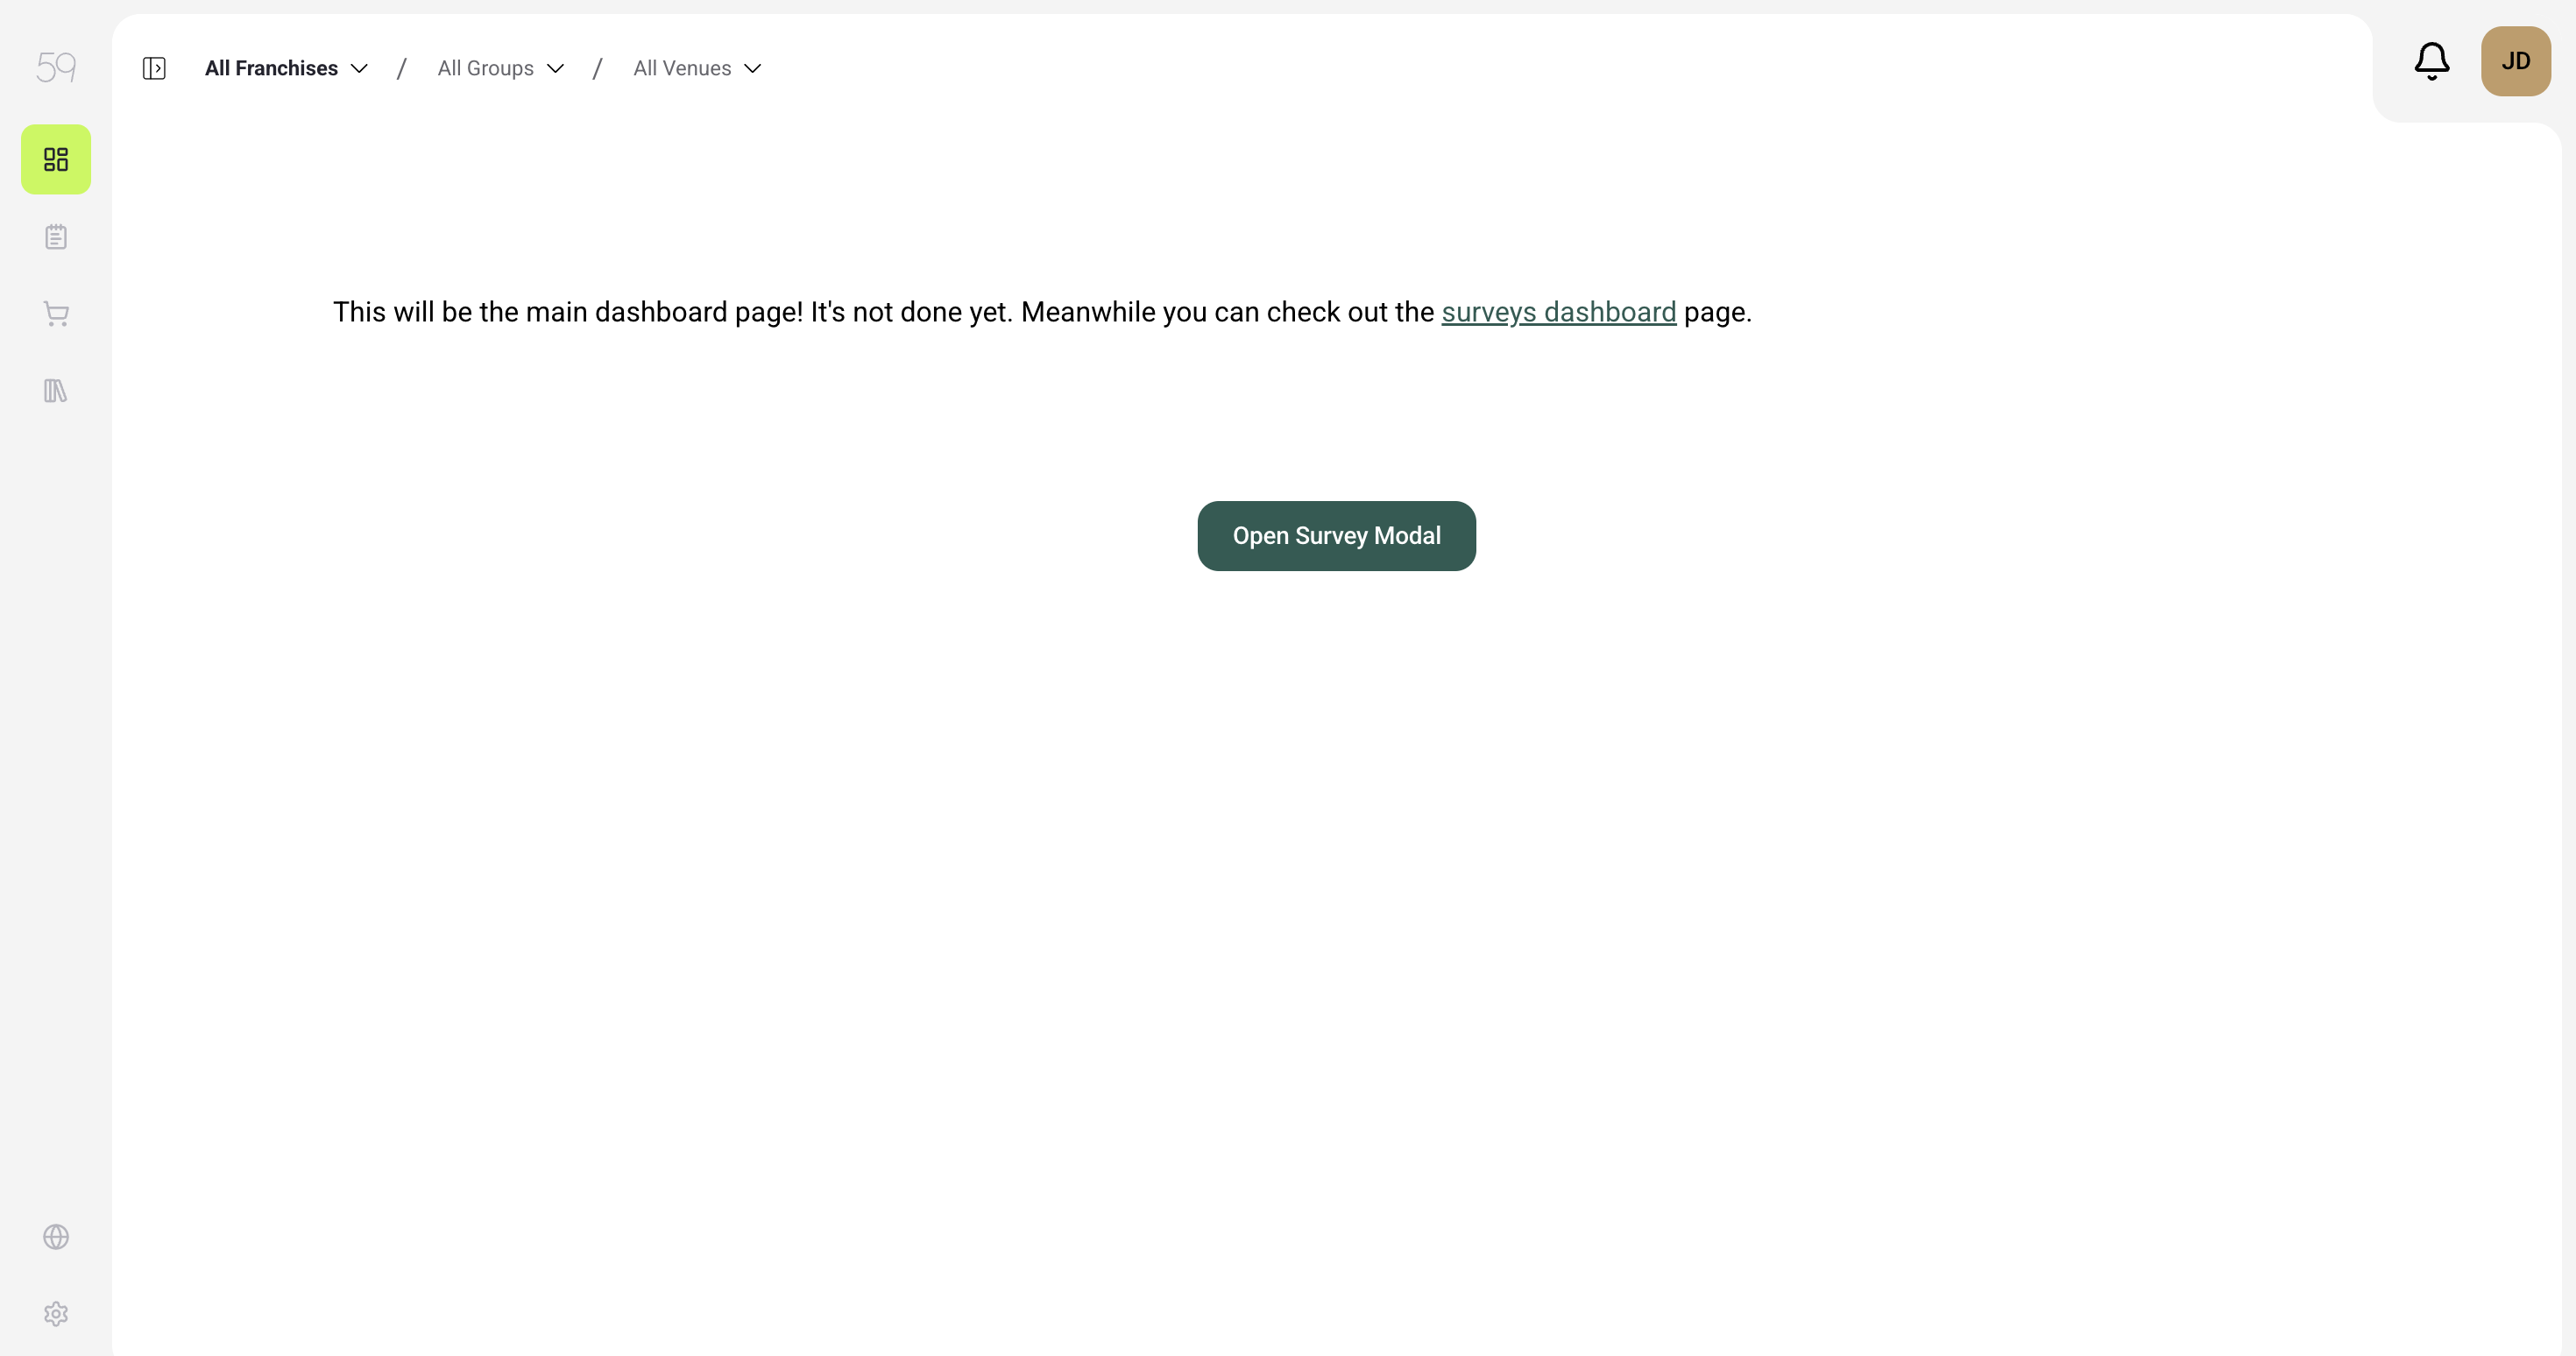 59
All Franchises / All Groups / All Venues
JD
This will be the main dashboard page! It's not done yet. Meanwhile you can check out the surveys dashboard page.
Open Survey Modal